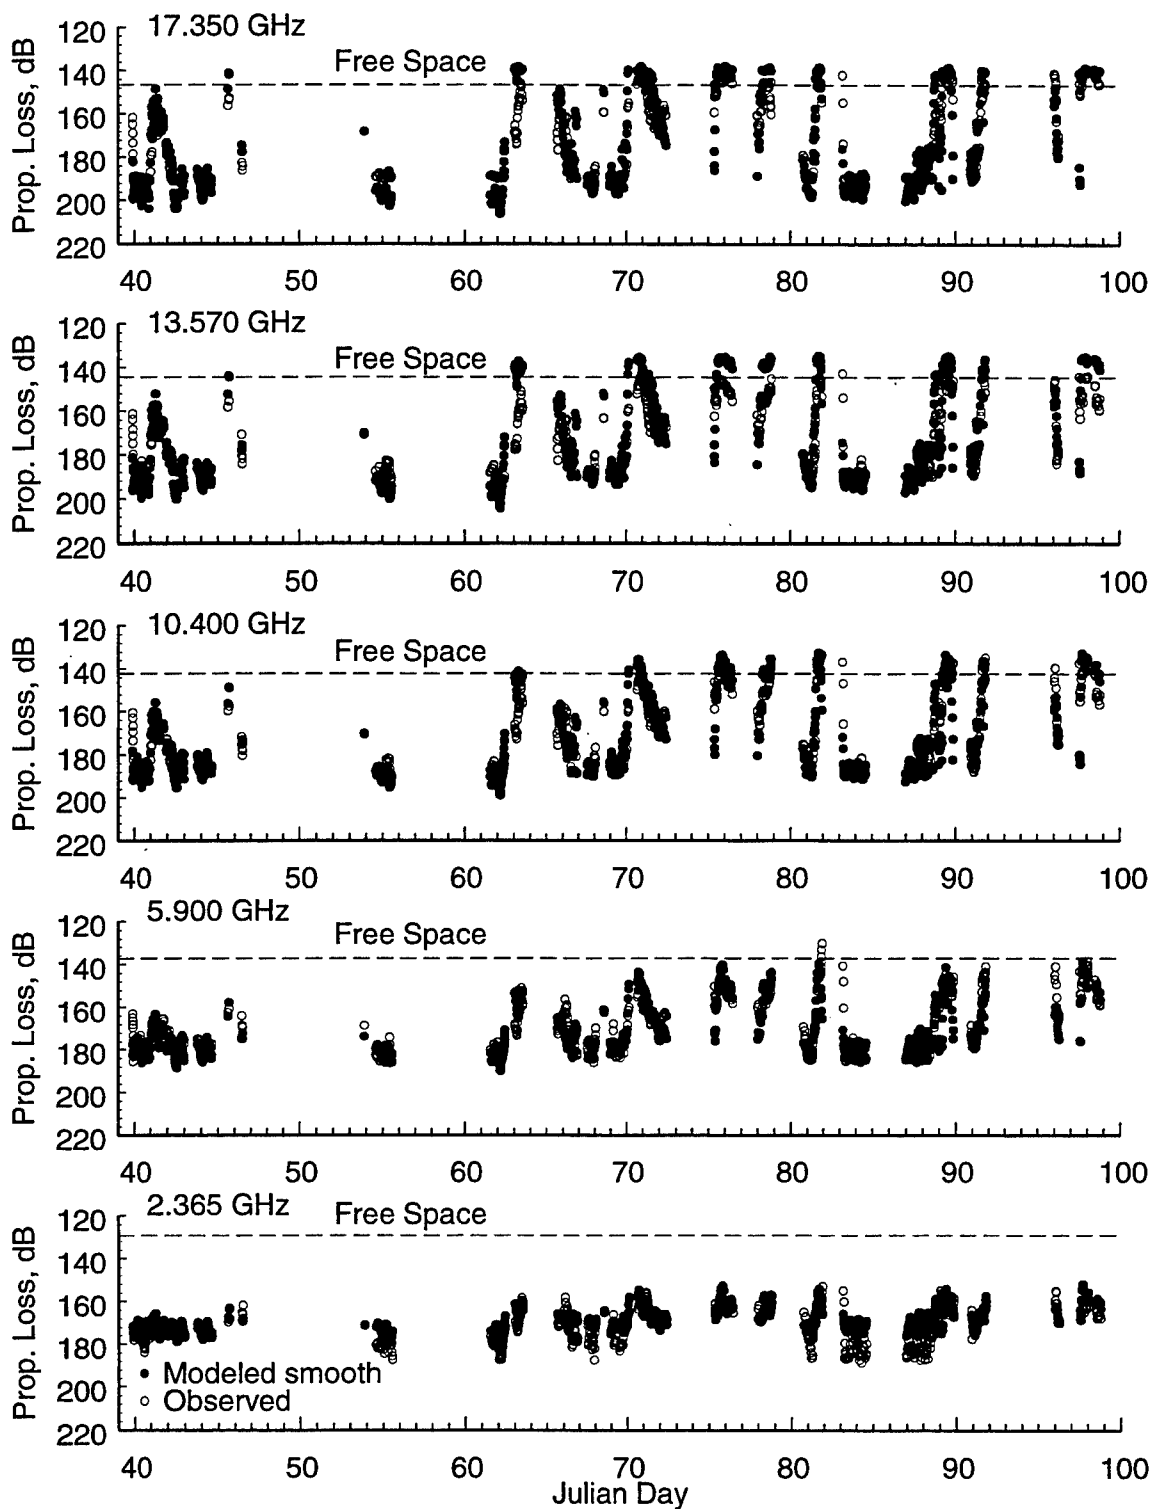 17.350 GHz
Free Space
Prop. Loss, dB
120
140
160
180
200
220
40 50 60 70 80 90 100
13.570 GHz
Free Space
Prop. Loss, dB
120
140
160
180
200
220
40 50 60 70 80 90 100
10.400 GHz
Free Space
Prop. Loss, dB
120
140
160
180
200
220
40 50 60 70 80 90 100
5.900 GHz
Free Space
Prop. Loss, dB
120
140
160
180
200
220
40 50 60 70 80 90 100
2.365 GHz
Free Space
Prop. Loss, dB
120
140
160
180
200
220
Modeled smooth
Observed
40 50 60 70 80 90 100
Julian Day